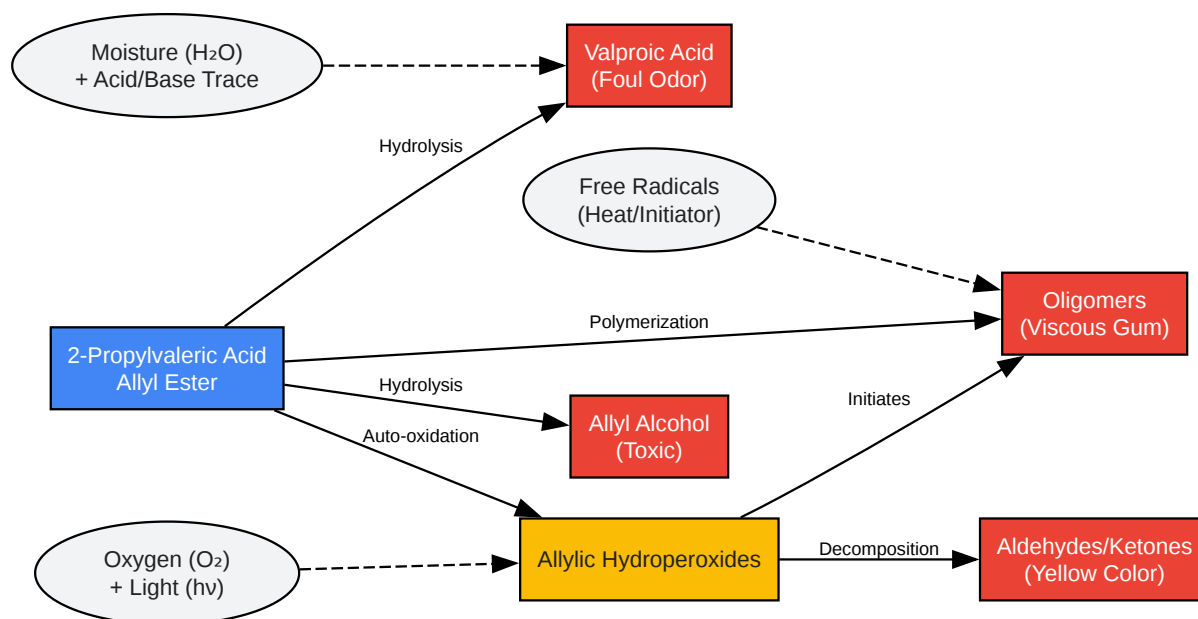 Moisture (H₂O)
+ Acid/Base Trace
Valproic Acid
(Foul Odor)
Hydrolysis
Free Radicals
(Heat/Initiator)
Oligomers
(Viscous Gum)
Polymerization
2-Propylvaleric Acid
Allyl Ester
Hydrolysis
Allyl Alcohol
(Toxic)
Initiates
Auto-oxidation
Oxygen (O₂)
+ Light (hν)
Allylic Hydroperoxides
Decomposition
Aldehydes/Ketones
(Yellow Color)